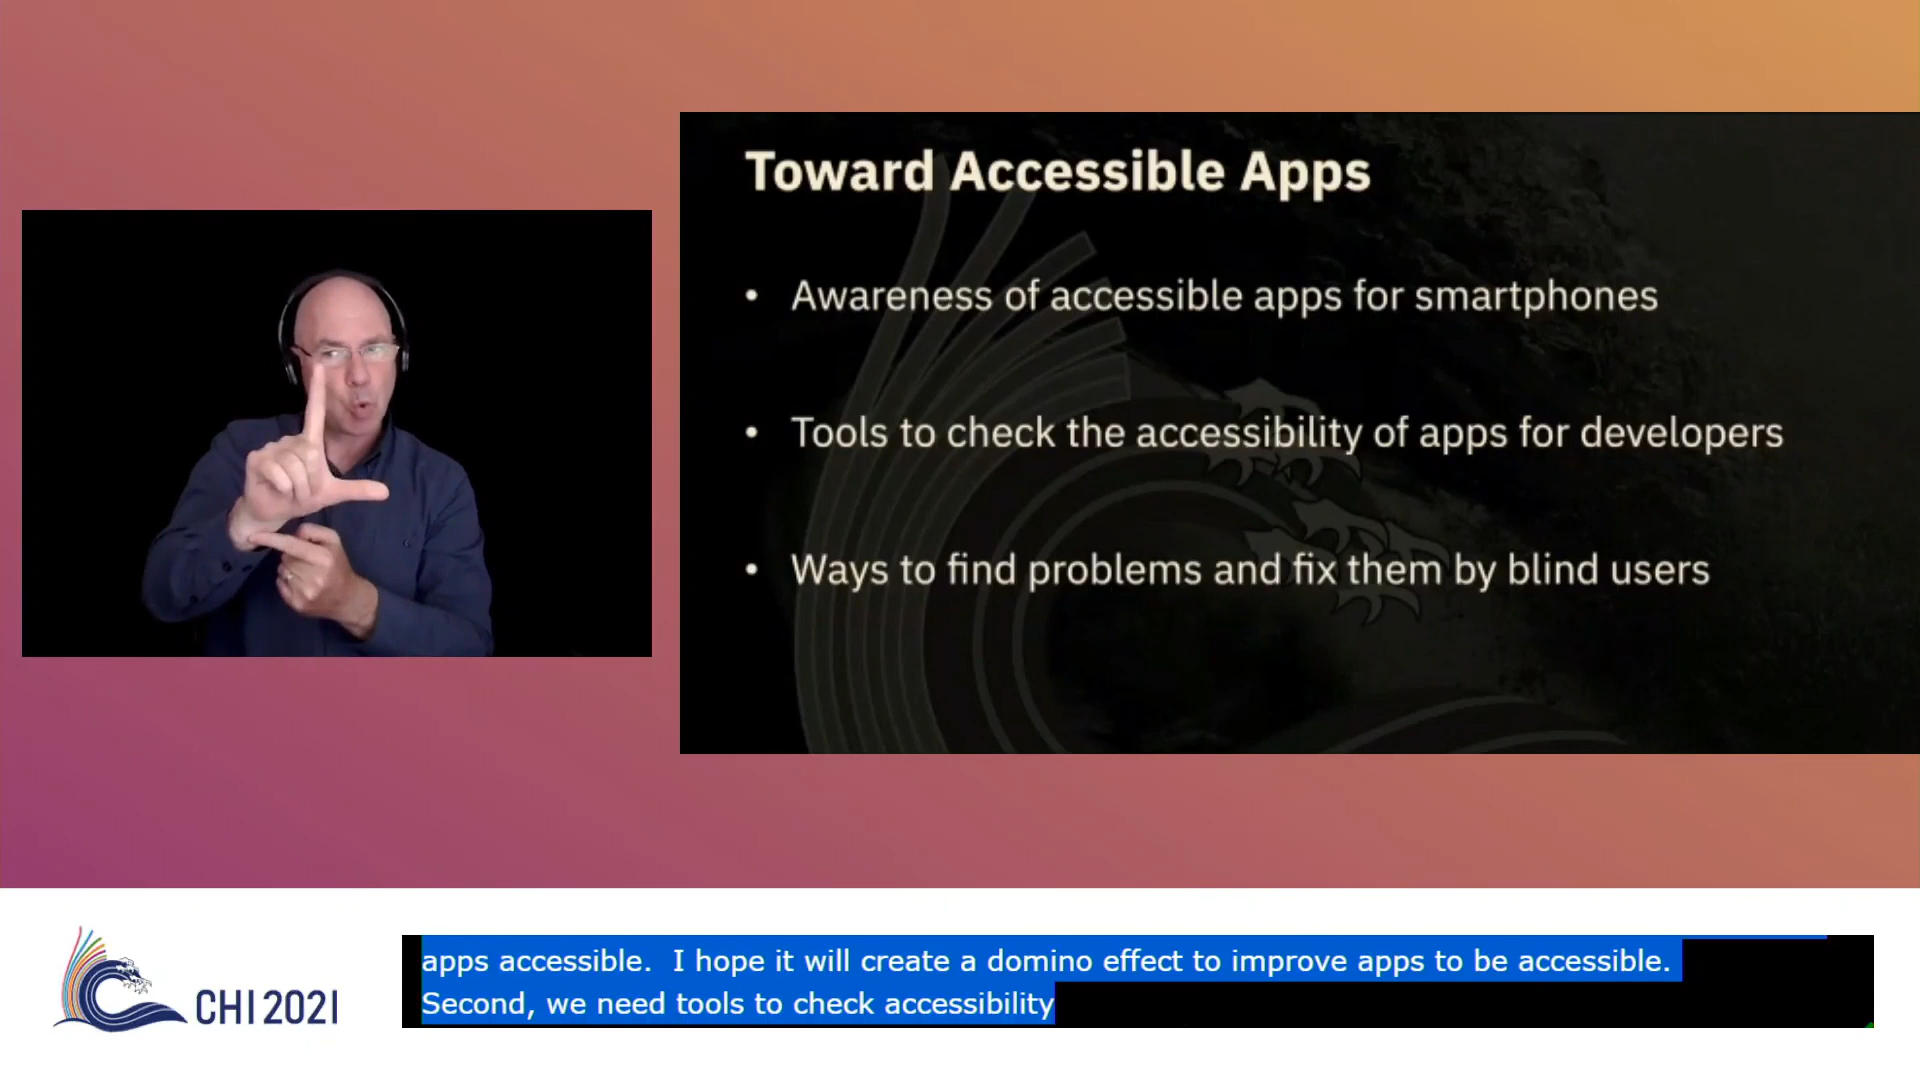 Toward Accessible Apps
• Awareness of accessible apps for smartphones
• Tools to check the accessibility of apps for developers
• Ways to find problems and fix them by blind users
CHI 2021
apps accessible.  I hope it will create a domino effect to improve apps to be accessible.
Second, we need tools to check accessibility